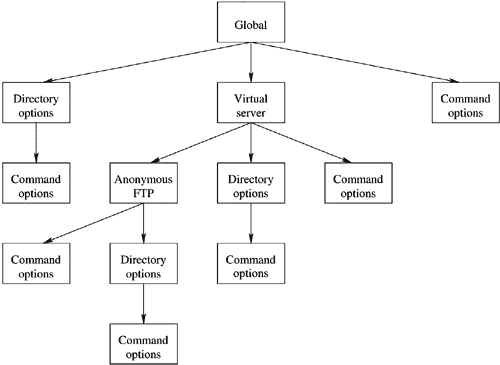 Global
Directory
options
Virtual
server
Command
options
Command
options
Anonymous
FTP
Directory
options
Command
options
Command
options
Directory
options
Command
options
Command
options